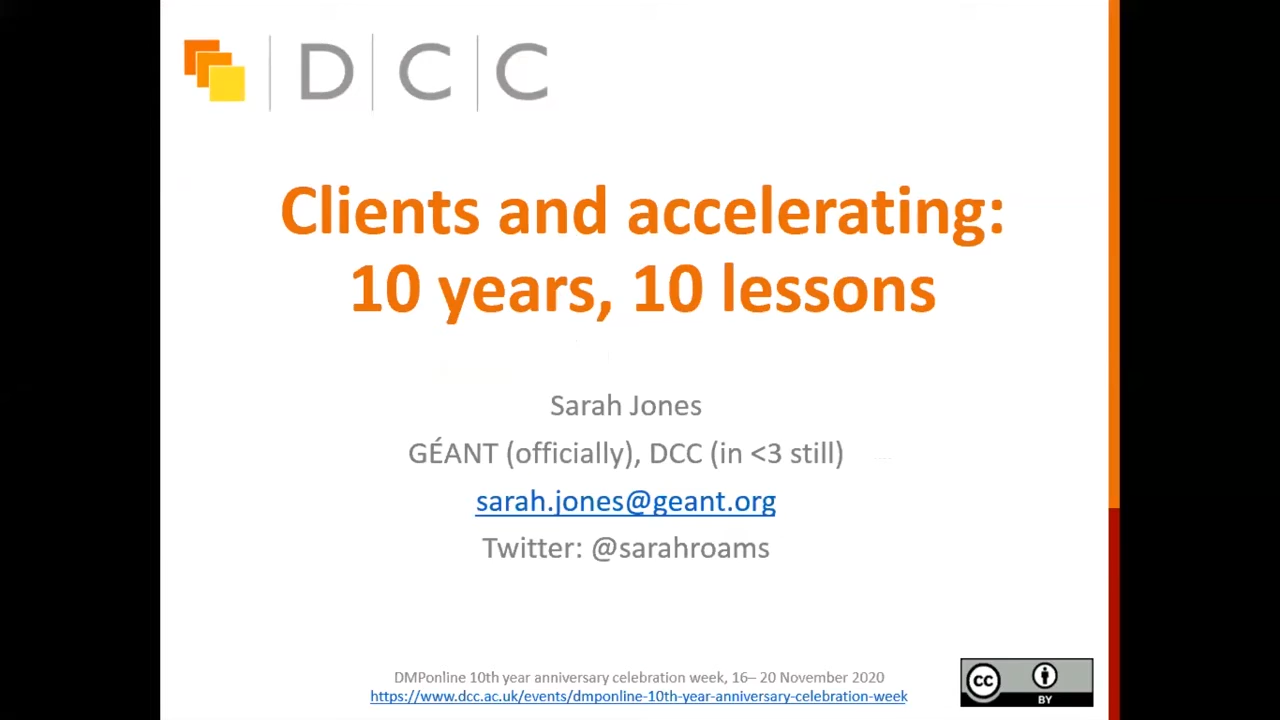 D C C
Clients and accelerating:
10 years, 10 lessons
Sarah Jones
GÉANT (officially), DCC (in <3 still)
sarah.jones@geant.org
Twitter: @sarahroams
DMPonline 10th year anniversary celebration week, 16– 20 November 2020
https://www.dcc.ac.uk/events/dmponline-10th-year-anniversary-celebration-week
cc
BY